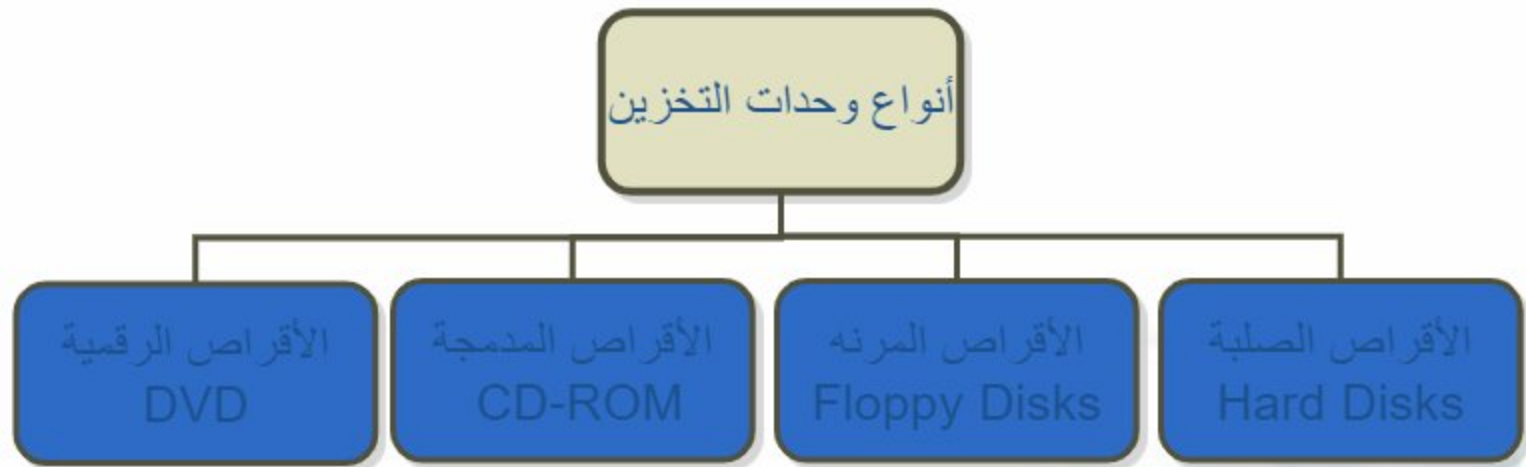 أنواع وحدات التخزين
الأقراص الصلبة
Hard Disks
الأقراص المرنه
Floppy Disks
الأقراص المدمجة
CD-ROM
الأقراص الرقمية
DVD